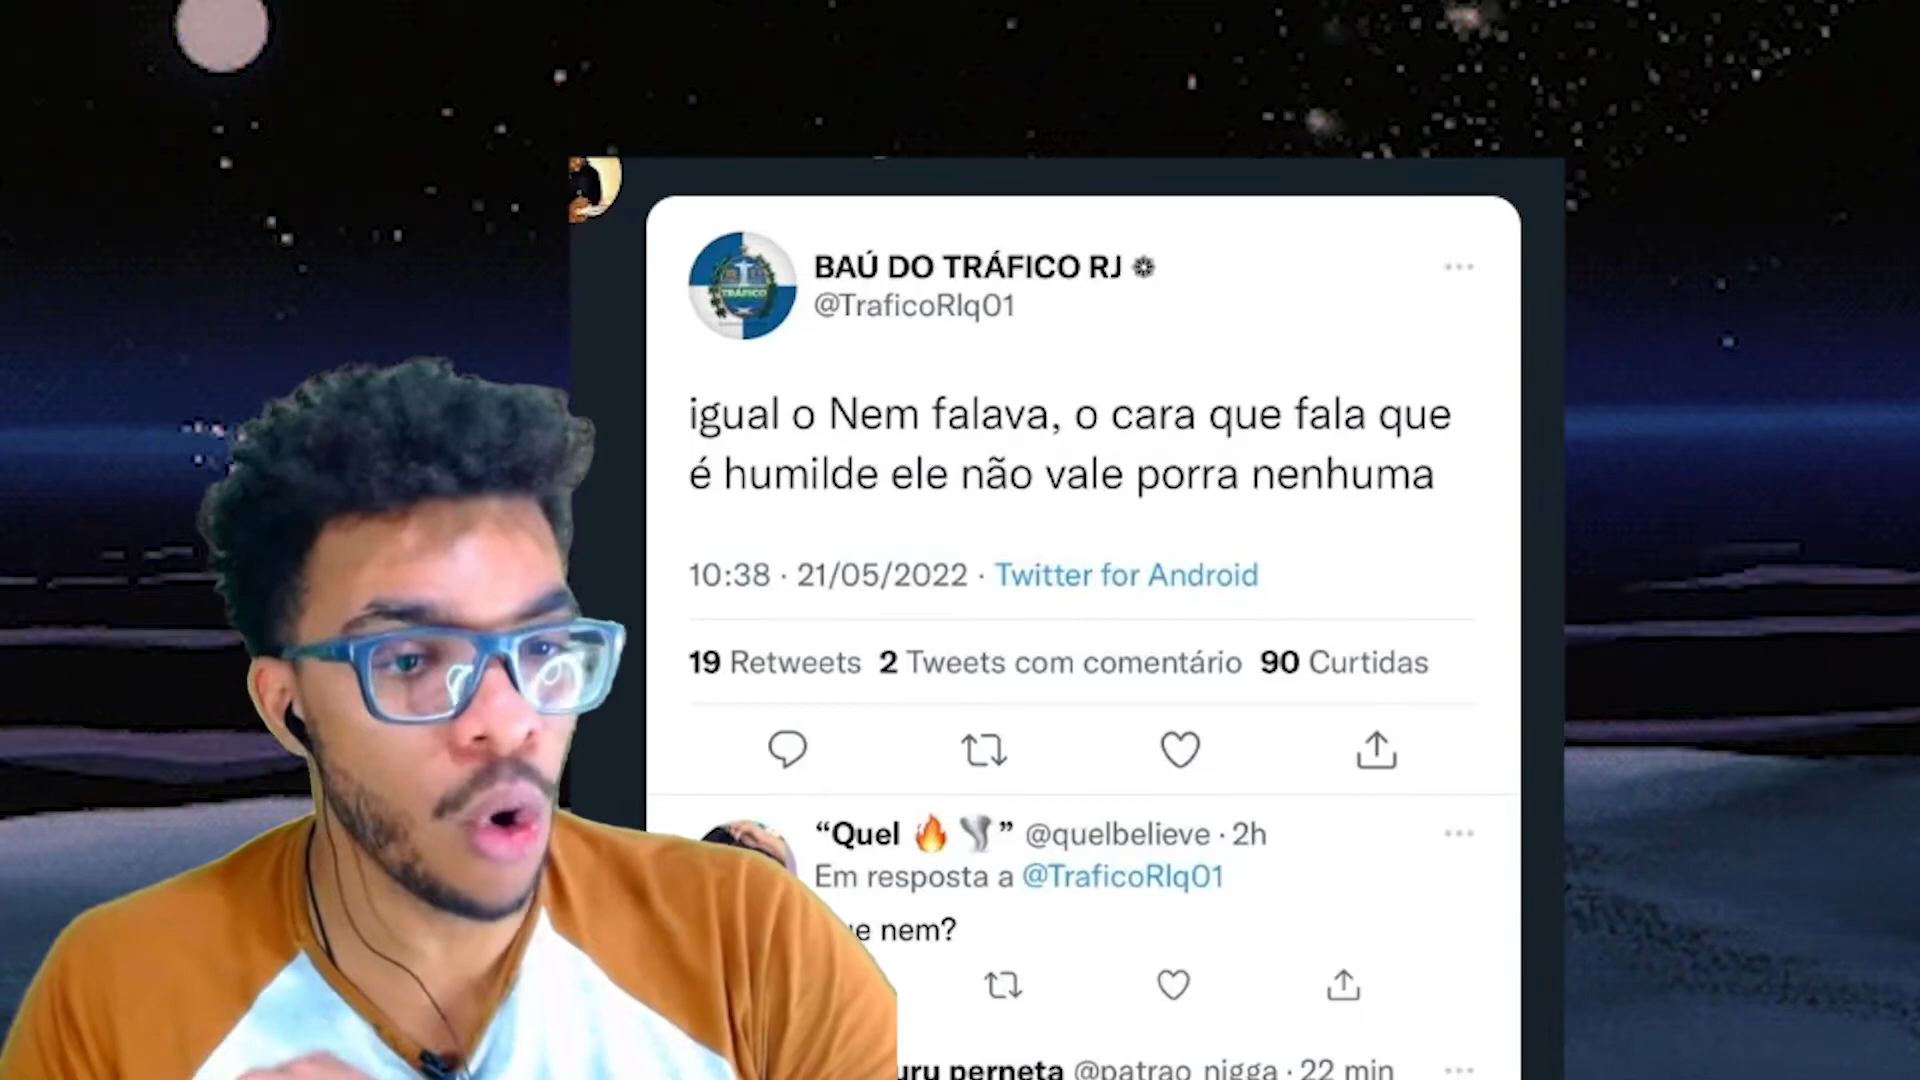 BAÚ DO TRÁFICO RJ
@TraficoRlq01
TRÁFICO
igual o Nem falava, o cara que fala que
é humilde ele não vale porra nenhuma
10:38 · 21/05/2022 · Twitter for Android
19 Retweets 2 Tweets com comentário 90 Curtidas
“Quel 🔥🌪️” @quelbelieve · 2h
Em resposta a @TraficoRlq01
nem?
perneta @patrao_nigga · 22 min